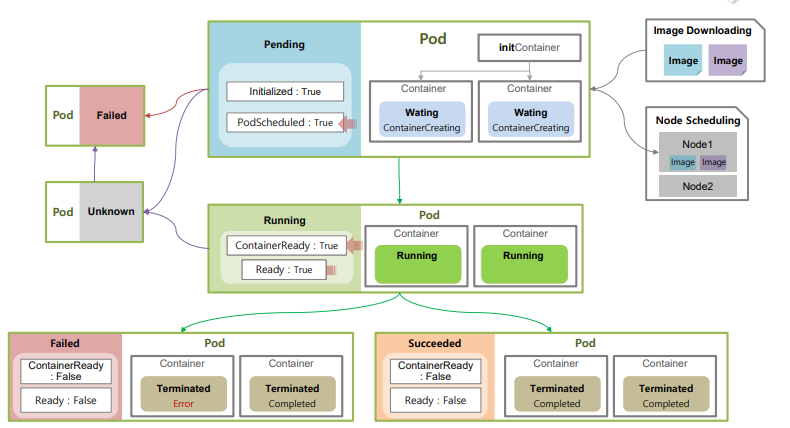 Pending
Pod
initContainer
Initialized : True
PodScheduled : True
Container
Wating
ContainerCreating
Container
Wating
ContainerCreating
Image Downloading
Image
Image
Node Scheduling
Node1
Image
Image
Node2
Pod
Failed
Pod
Unknown
Running
Pod
ContainerReady : True
Ready : True
Container
Running
Container
Running
Failed
Pod
ContainerReady
: False
Ready : False
Container
Terminated
Error
Container
Terminated
Completed
Succeeded
Pod
ContainerReady
: False
Ready : False
Container
Terminated
Completed
Container
Terminated
Completed